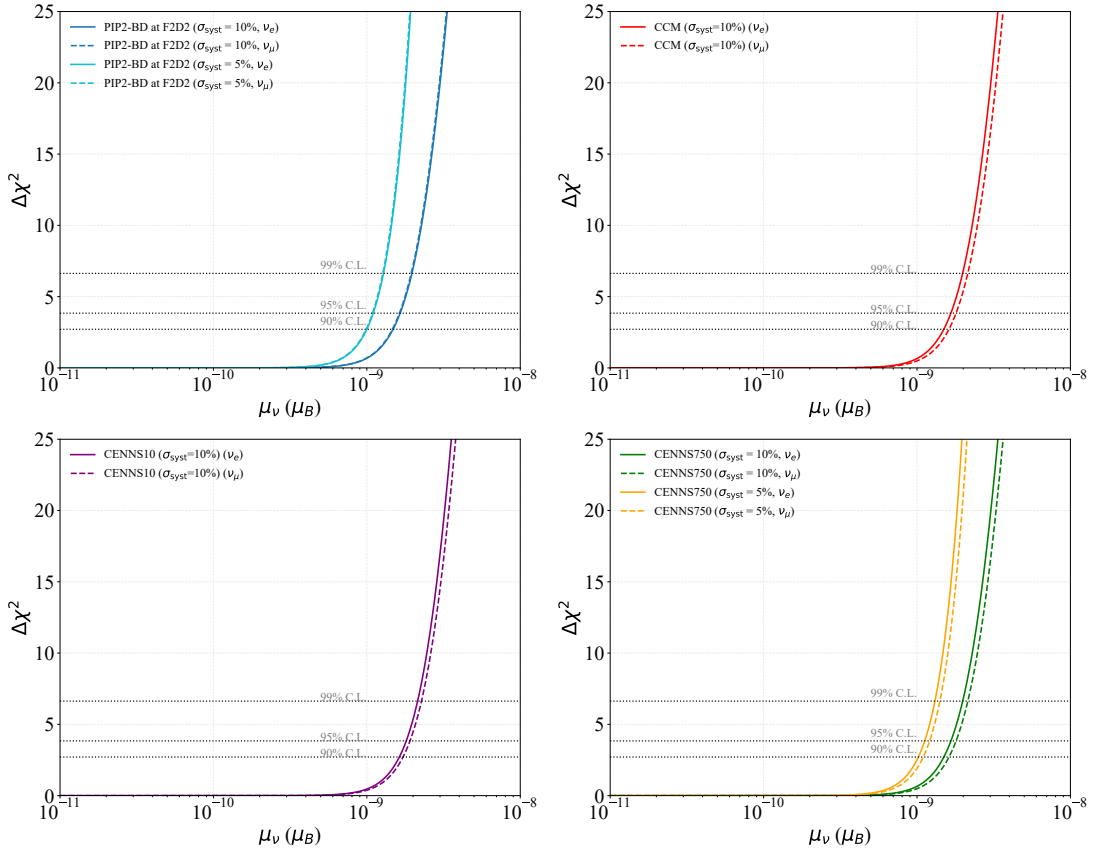 PIP2-BD at F2D2 (σsyst = 10%, νe)
PIP2-BD at F2D2 (σsyst = 10%, νμ)
PIP2-BD at F2D2 (σsyst = 5%, νe)
PIP2-BD at F2D2 (σsyst = 5%, νμ)
25
20
15
10
5
0
Δχ²
99% C.L.
95% C.L.
90% C.L.
10⁻¹¹ 10⁻¹⁰ 10⁻⁹ 10⁻⁸
μν (μB)
CCM (σsyst=10%) (νe)
CCM (σsyst=10%) (νμ)
25
20
15
10
5
0
Δχ²
99% C.L.
95% C.L.
90% C.L.
10⁻¹¹ 10⁻¹⁰ 10⁻⁹ 10⁻⁸
μν (μB)
CENNS10 (σsyst=10%) (νe)
CENNS10 (σsyst=10%) (νμ)
25
20
15
10
5
0
Δχ²
99% C.L.
95% C.L.
90% C.L.
10⁻¹¹ 10⁻¹⁰ 10⁻⁹ 10⁻⁸
μν (μB)
CENNS750 (σsyst = 10%, νe)
CENNS750 (σsyst = 10%, νμ)
CENNS750 (σsyst = 5%, νe)
CENNS750 (σsyst = 5%, νμ)
25
20
15
10
5
0
Δχ²
99% C.L.
95% C.L.
90% C.L.
10⁻¹¹ 10⁻¹⁰ 10⁻⁹ 10⁻⁸
μν (μB)